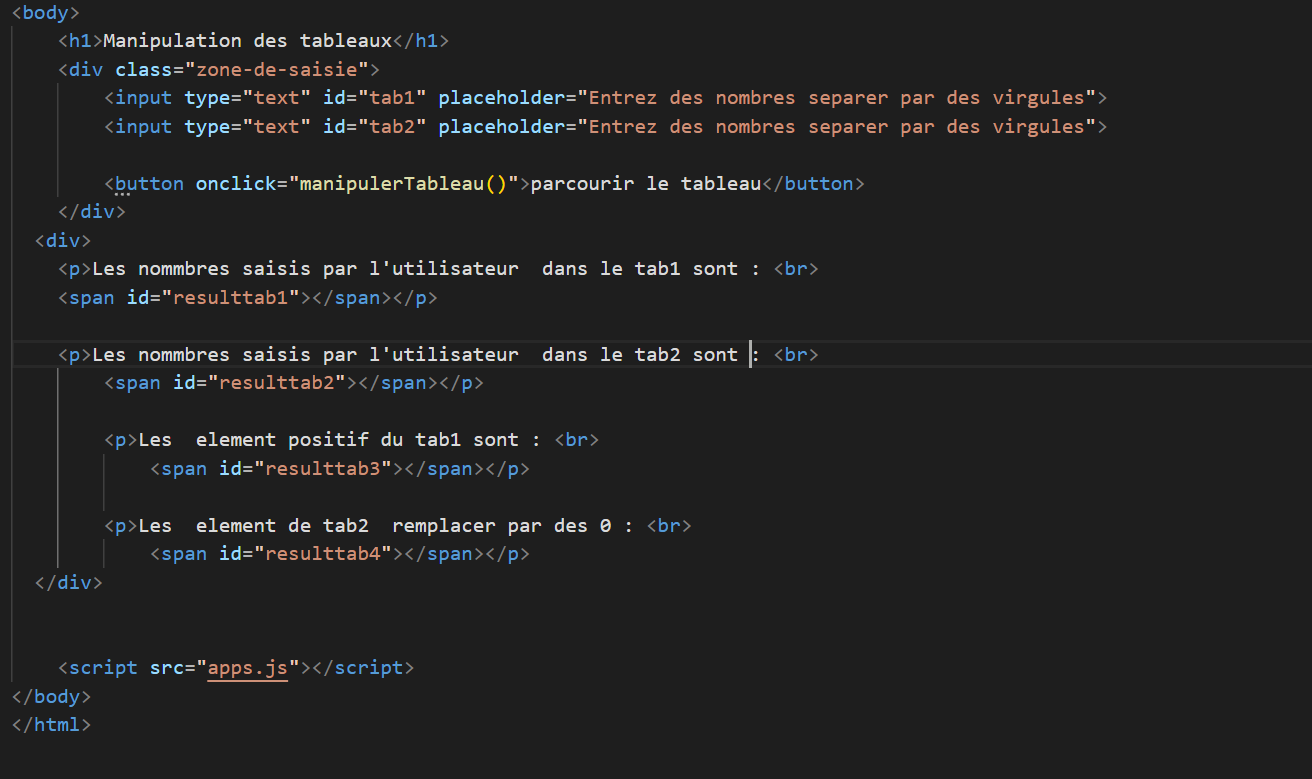 <body>
<h1>Manipulation des tableaux</h1>
<div class="zone-de-saisie">
<input type="text" id="tab1" placeholder="Entrez des nombres separer par des virgules">
<input type="text" id="tab2" placeholder="Entrez des nombres separer par des virgules">
<button onclick="manipulerTableau()">parcourir le tableau</button>
</div>
<div>
<p>Les nommbres saisis par l'utilisateur  dans le tab1 sont : <br>
<span id="resulttab1"></span></p>
<p>Les nommbres saisis par l'utilisateur  dans le tab2 sont : <br>
<span id="resulttab2"></span></p>
<p>Les  element positif du tab1 sont : <br>
<span id="resulttab3"></span></p>
<p>Les  element de tab2  remplacer par des 0 : <br>
<span id="resulttab4"></span></p>
</div>
<script src="apps.js"></script>
</body>
</html>